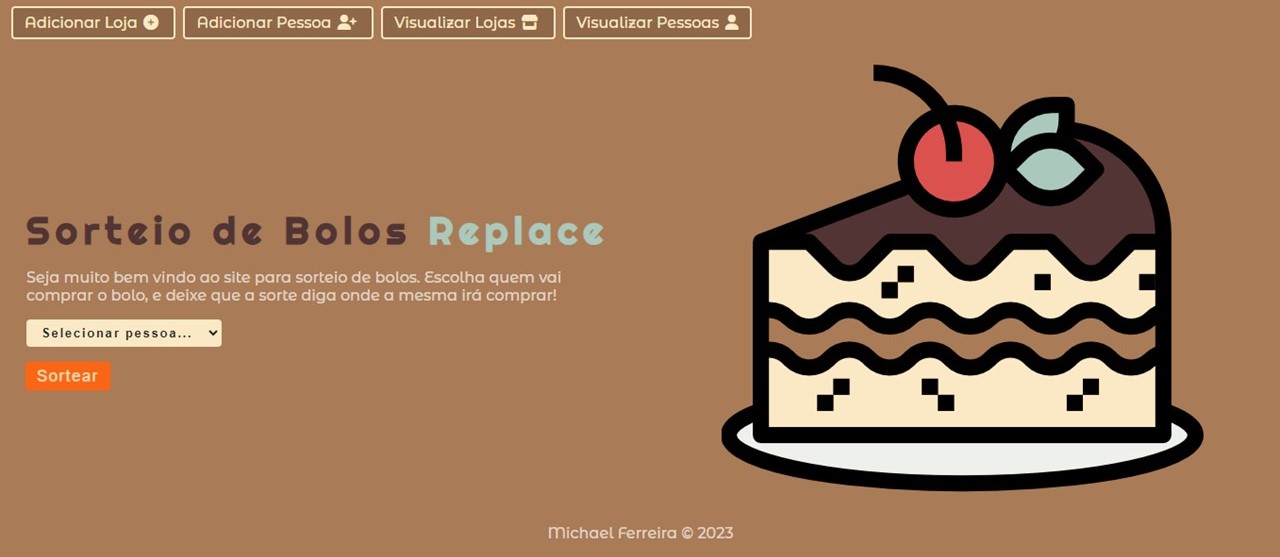 Adicionar Loja
Adicionar Pessoa
Visualizar Lojas
Visualizar Pessoas
Sorteio de Bolos Replace
Seja muito bem vindo ao site para sorteio de bolos. Escolha quem vai
comprar o bolo, e deixe que a sorte diga onde a mesma irá comprar!
Selecionar pessoa...
Sortear
Michael Ferreira © 2023